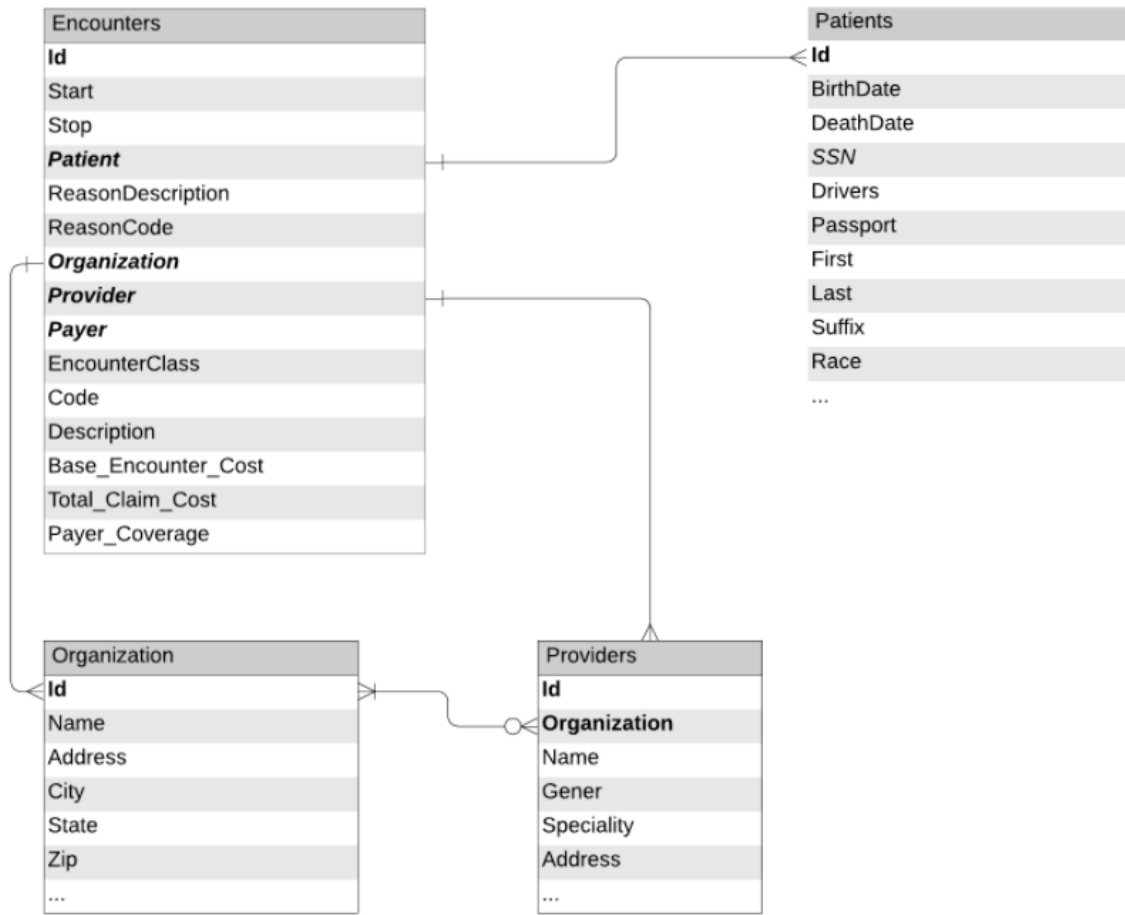 Encounters
Id
Start
Stop
Patient
ReasonDescription
ReasonCode
Organization
Provider
Payer
EncounterClass
Code
Description
Base_Encounter_Cost
Total_Claim_Cost
Payer_Coverage
Patients
Id
BirthDate
DeathDate
SSN
Drivers
Passport
First
Last
Suffix
Race
...
Organization
Id
Name
Address
City
State
Zip
...
Providers
Id
Organization
Name
Gener
Speciality
Address
...